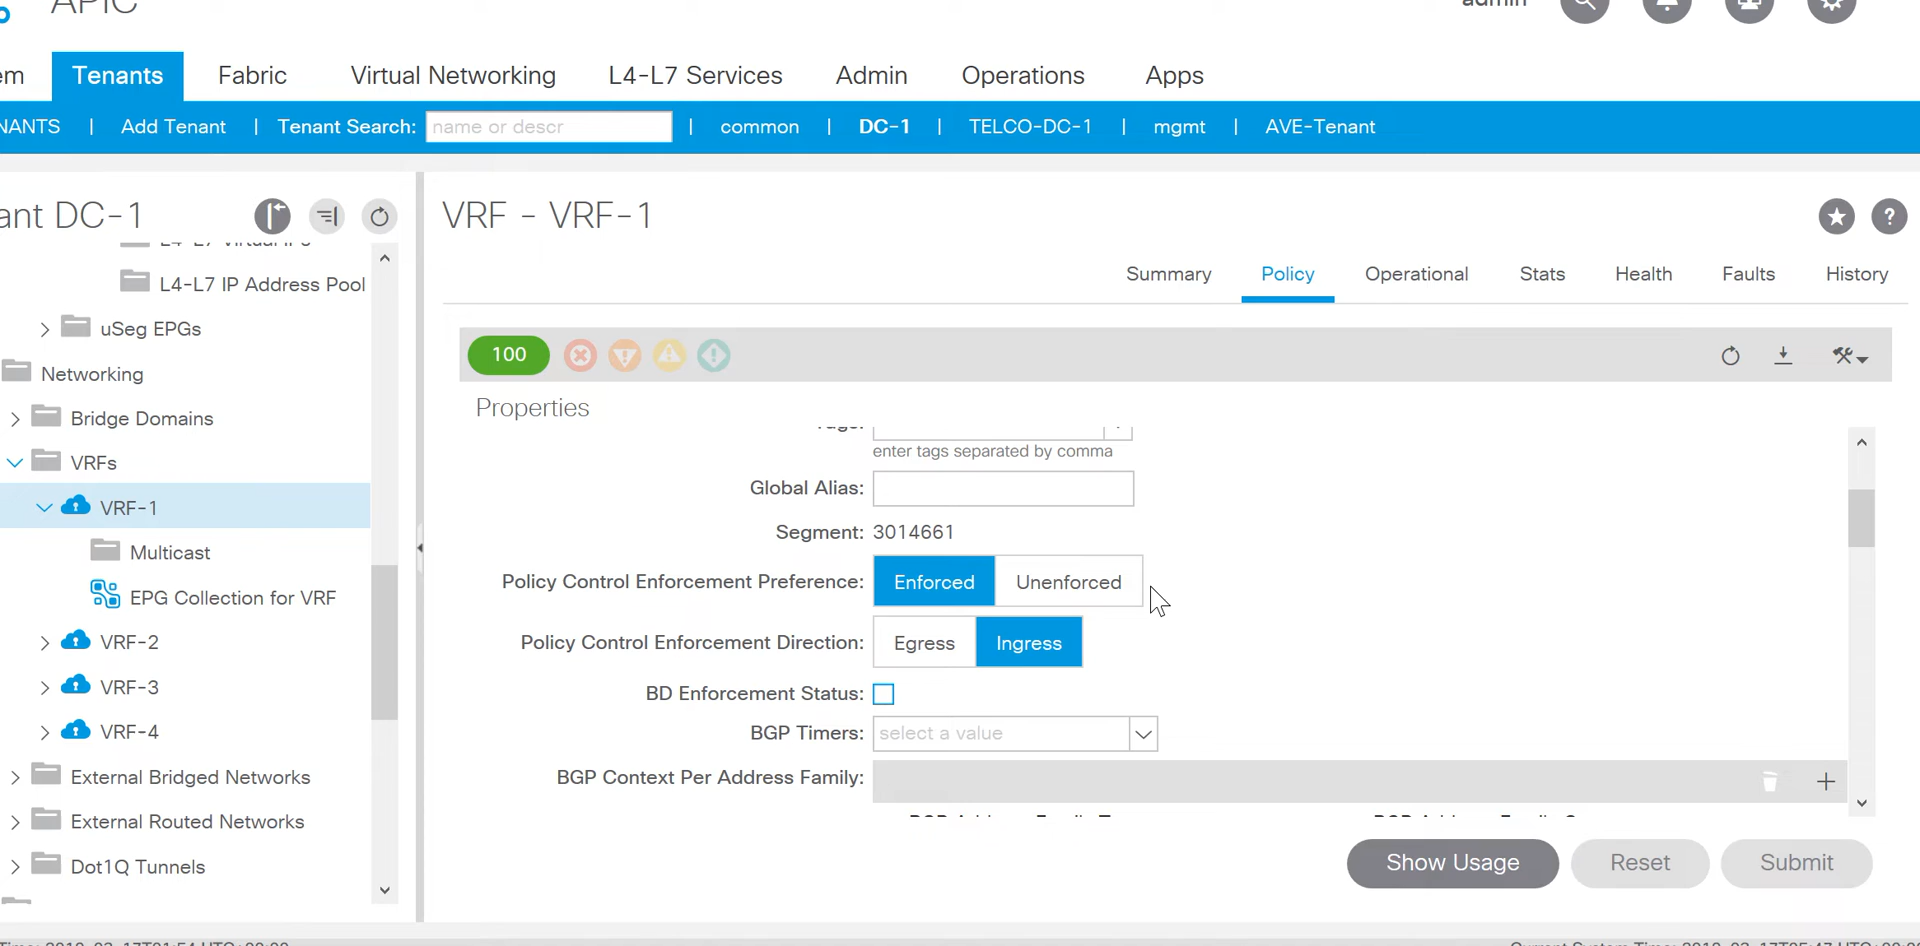 APIC
admin
Tenants Fabric Virtual Networking L4-L7 Services Admin Operations Apps
NANTS | Add Tenant | Tenant Search: name or descr | common | DC-1 | TELCO-DC-1 | mgmt | AVE-Tenant
ant DC-1
L4-L7 IP Address Pool
uSeg EPGs
Networking
Bridge Domains
VRFs
VRF-1
Multicast
EPG Collection for VRF
VRF-2
VRF-3
VRF-4
External Bridged Networks
External Routed Networks
Dot1Q Tunnels
VRF - VRF-1
Summary Policy Operational Stats Health Faults History
100
Properties
enter tags separated by comma
Global Alias:
Segment: 3014661
Policy Control Enforcement Preference: Enforced Unenforced
Policy Control Enforcement Direction: Egress Ingress
BD Enforcement Status:
BGP Timers: select a value
BGP Context Per Address Family:
Show Usage Reset Submit